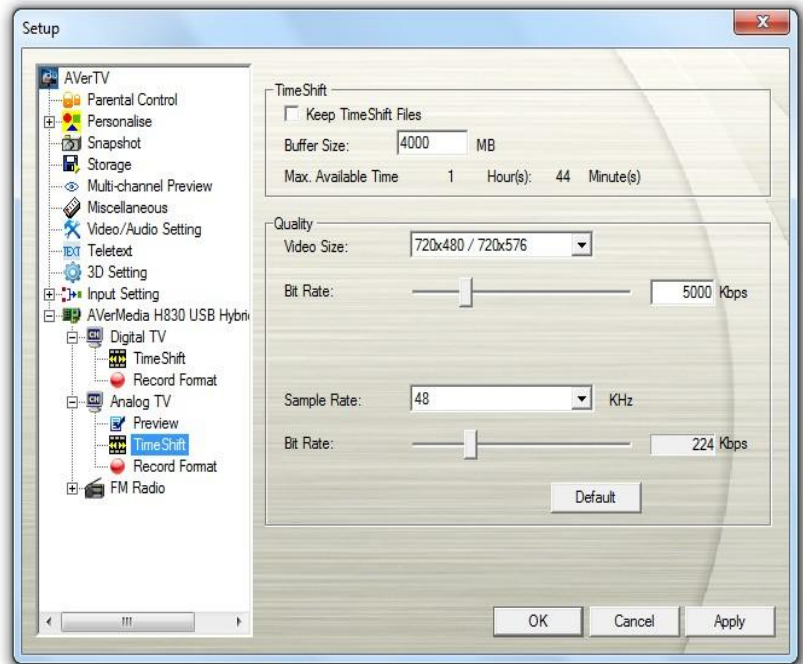 Setup
AVerTV
Parental Control
Personalise
Snapshot
Storage
Multi-channel Preview
Miscellaneous
Video/Audio Setting
TEXT Teletext
3D Setting
Input Setting
AVerMedia H830 USB Hybri
CH Digital TV
TimeShift
Record Format
CH Analog TV
Preview
TimeShift
Record Format
FM Radio
TimeShift
Keep TimeShift Files
Buffer Size: 4000 MB
Max. Available Time 1 Hour(s): 44 Minute(s)
Quality
Video Size: 720x480 / 720x576
Bit Rate: 5000 Kbps
Sample Rate: 48 KHz
Bit Rate: 224 Kbps
Default
OK Cancel Apply